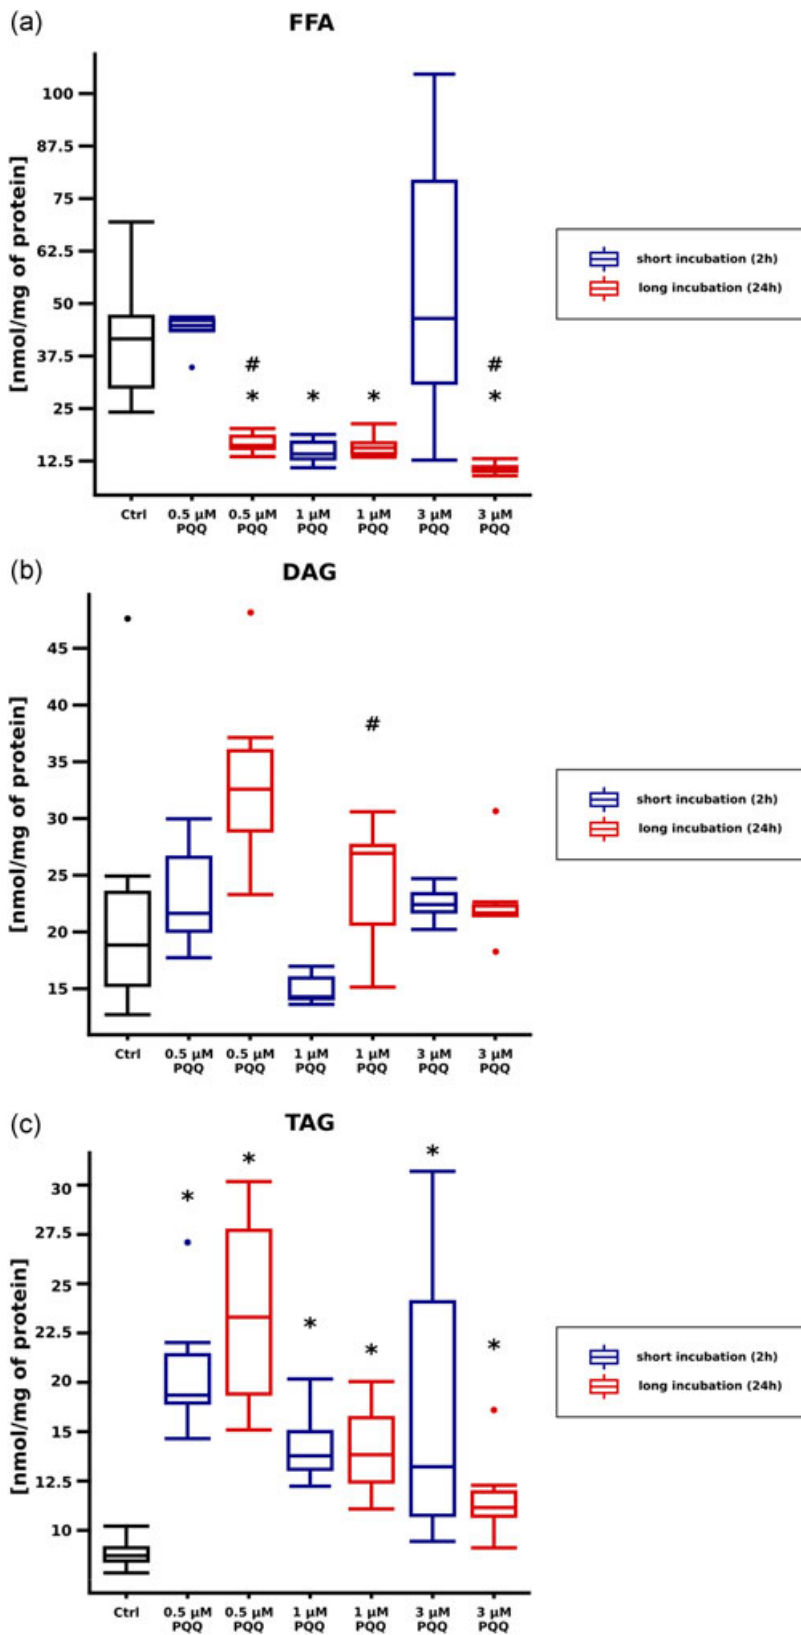 (a)
FFA
[nmol/mg of protein]
100
87.5
75
62.5
50
37.5
25
12.5
# #
* * * *
Ctrl 0.5 µM PQQ 0.5 µM PQQ 1 µM PQQ 1 µM PQQ 3 µM PQQ 3 µM PQQ
short incubation (2h)
long incubation (24h)
(b)
DAG
[nmol/mg of protein]
45
40
35
30
25
20
15
#
Ctrl 0.5 µM PQQ 0.5 µM PQQ 1 µM PQQ 1 µM PQQ 3 µM PQQ 3 µM PQQ
short incubation (2h)
long incubation (24h)
(c)
TAG
[nmol/mg of protein]
30
27.5
25
22.5
20
15
12.5
10
* * * * * *
Ctrl 0.5 µM PQQ 0.5 µM PQQ 1 µM PQQ 1 µM PQQ 3 µM PQQ 3 µM PQQ
short incubation (2h)
long incubation (24h)